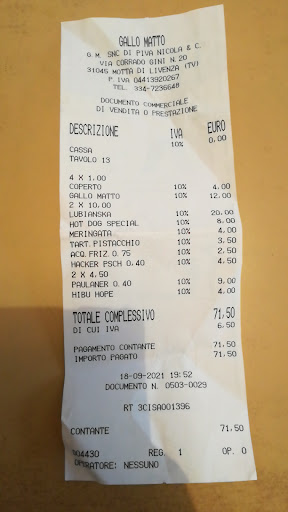 GALLO MATTO
G.M. SNC DI PIVA NICOLA & C.
VIA CORRADO GINI N.20
31045 MOTTA DI LIVENZA (TV)
P.IVA 04413920267
TEL. 334-7236648
DOCUMENTO COMMERCIALE
DI VENDITA O PRESTAZIONE
DESCRIZIONE IVA EURO
CASSA 10% 0,00
TAVOLO 13
4 X 1,00
COPERTO 10% 4,00
GALLO MATTO 10% 12,00
2 X 10,00
LUBIANSKA 10% 20,00
HOT DOG SPECIAL 10% 8,00
MERINGATA 10% 4,00
TART.PISTACCHIO 10% 3,50
ACQ.FRIZ.0.75 10% 2,50
HACKER PSCH 0.40 10% 4,50
2 X 4,50
PAULANER 0.40 10% 9,00
HIBU HOPE 10% 4,00
TOTALE COMPLESSIVO 71,50
DI CUI IVA 6,50
PAGAMENTO CONTANTE 71,50
IMPORTO PAGATO 71,50
18-09-2021 19:52
DOCUMENTO N. 0503-0029
RT 3CISA001396
CONTANTE 71,50
004430 REG. 1 OP. 0
OPERATORE: NESSUNO